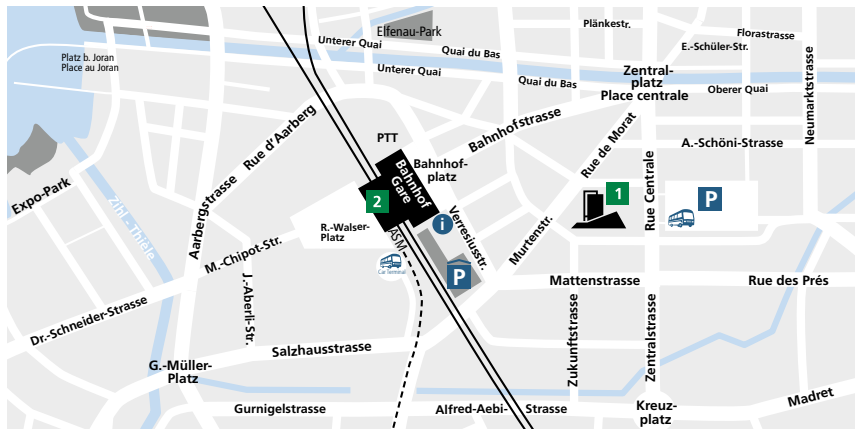 Elfenau-Park
Plänkestr.
Florastrasse
E.-Schüler-Str.
Unterer Quai
Quai du Bas
Platz b. Joran
Place au Joran
Unterer Quai
Quai du Bas
Zentral-
platz
Place centrale
Oberer Quai
Neumarktstrasse
Rue d'Aarberg
PTT
Bahnhofstrasse
Rue de Morat
A.-Schöni-Strasse
Bahnhof-
platz
Bahnhof
Gare
Expo-Park
Aarbergstrasse
Zihl - Thièle
2
1
P
Rue Centrale
i
Verresiusstr.
Murtenstr.
R.-Walser-
Platz
ASM
M.-Chipot-Str.
Car Terminal
P
J.-Aberli-Str.
Mattenstrasse
Rue des Prés
Dr.-Schneider-Strasse
Salzhausstrasse
Zukunftstrasse
Zentralstrasse
G.-Müller-
Platz
Gurnigelstrasse
Alfred-Aebi-
Strasse
Kreuz-
platz
Madret